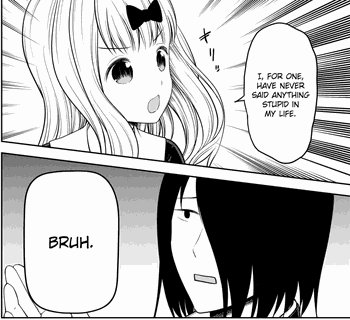 I, FOR ONE,
HAVE NEVER
SAID ANYTHING
STUPID IN
MY LIFE.
BRUH.